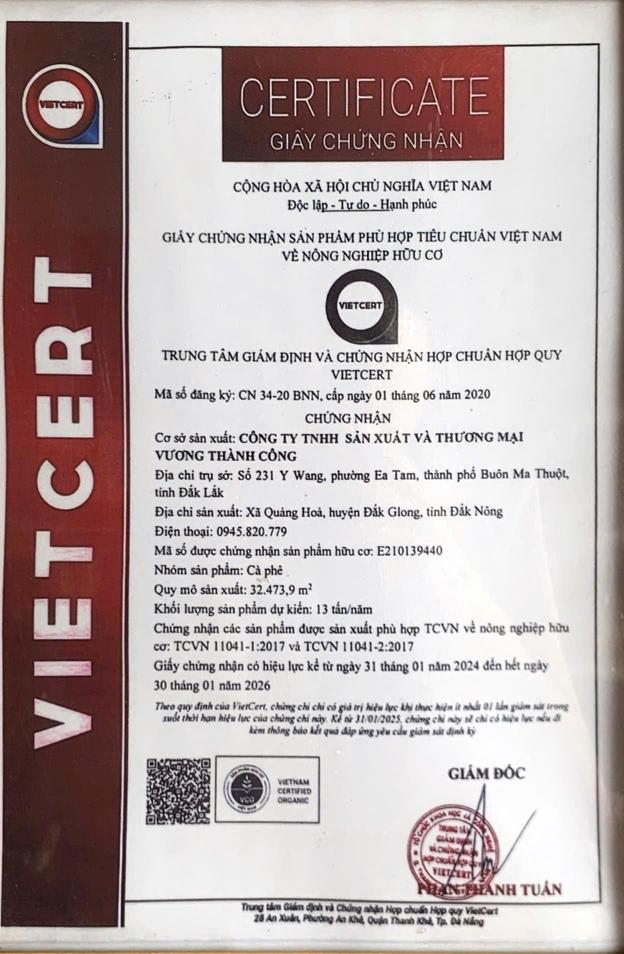 VIETCERT
VIETCERT
CERTIFICATE
GIẤY CHỨNG NHẬN
CỘNG HÒA XÃ HỘI CHỦ NGHĨA VIỆT NAM
Độc lập - Tự do - Hạnh phúc
GIẤY CHỨNG NHẬN SẢN PHẨM PHÙ HỢP TIÊU CHUẨN VIỆT NAM
VỀ NÔNG NGHIỆP HỮU CƠ
VIETCERT
TRUNG TÂM GIÁM ĐỊNH VÀ CHỨNG NHẬN HỢP CHUẨN HỢP QUY
VIETCERT
Mã số đăng ký: CN 34-20 BNN, cấp ngày 01 tháng 06 năm 2020
CHỨNG NHẬN
Cơ sở sản xuất: CÔNG TY TNHH SẢN XUẤT VÀ THƯƠNG MẠI
VƯƠNG THÀNH CÔNG
Địa chỉ trụ sở: Số 231 Y Wang, phường Ea Tam, thành phố Buôn Ma Thuột,
tỉnh Đắk Lắk
Địa chỉ sản xuất: Xã Quảng Hoà, huyện Đắk Glong, tỉnh Đắk Nông
Điện thoại: 0945.820.779
Mã số được chứng nhận sản phẩm hữu cơ: E210139440
Nhóm sản phẩm: Cà phê
Quy mô sản xuất: 32.473,9 m²
Khối lượng sản phẩm dự kiến: 13 tấn/năm
Chứng nhận các sản phẩm được sản xuất phù hợp TCVN về nông nghiệp hữu
cơ: TCVN 11041-1:2017 và TCVN 11041-2:2017
Giấy chứng nhận có hiệu lực kể từ ngày 31 tháng 01 năm 2024 đến hết ngày
30 tháng 01 năm 2026
Theo quy định của VietCert, chứng chỉ chỉ có giá trị hiệu lực khi thực hiện ít nhất 01 lần giám sát trong
suốt thời hạn hiệu lực của chứng chỉ này. Kể từ 31/01/2025, chứng chỉ này sẽ chỉ có hiệu lực nếu đi
kèm thông báo kết quả đáp ứng yêu cầu giám sát định kỳ
VCO
VIETNAM
CERTIFIED
ORGANIC
GIÁM ĐỐC
TRUNG TÂM
GIÁM ĐỊNH
VÀ CHỨNG NHẬN
HỢP CHUẨN HỢP QUY
VIETCERT
PHAN THÀNH TUẤN
Trung tâm Giám định và Chứng nhận Hợp chuẩn Hợp quy VietCert
28 An Xuân, Phường An Khê, Quận Thanh Khê, Tp. Đà Nẵng